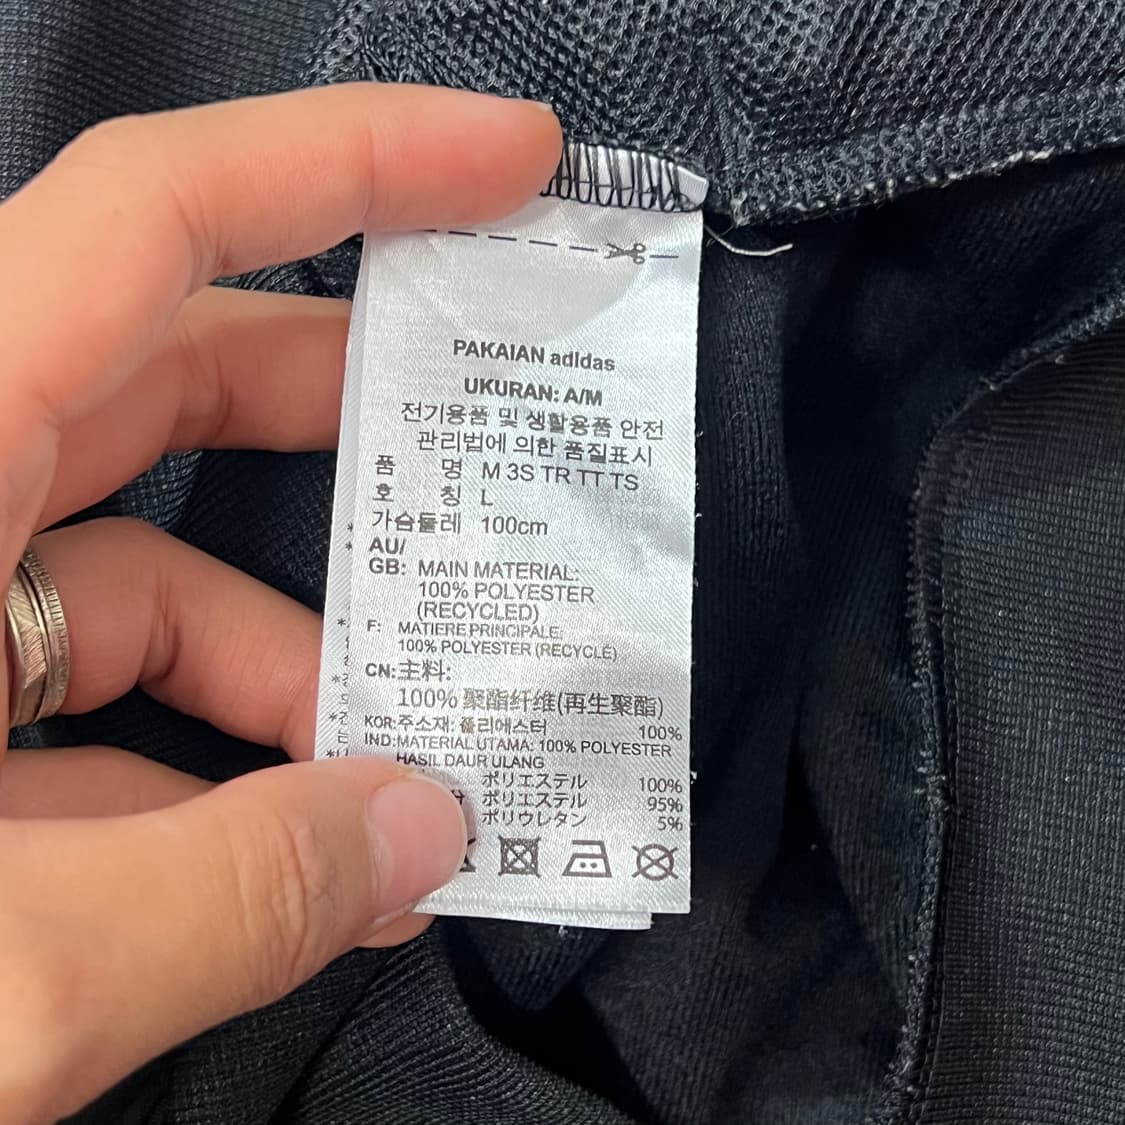 PAKAIAN adidas
UKURAN: A/M
전기용품 및 생활용품 안전
관리법에 의한 품질표시
품 명 M 3S TR TT TS
호 칭 L
가슴둘레 100cm
AU/
GB: MAIN MATERIAL:
100% POLYESTER
(RECYCLED)
F: MATIERE PRINCIPALE:
100% POLYESTER (RECYCLÉ)
CN:主料:
100% 聚酯纤维(再生聚酯)
KOR:주소재: 폴리에스터 100%
IND:MATERIAL UTAMA: 100% POLYESTER
HASIL DAUR ULANG
ポリエステル 100%
ポリエステル 95%
ポリウレタン 5%